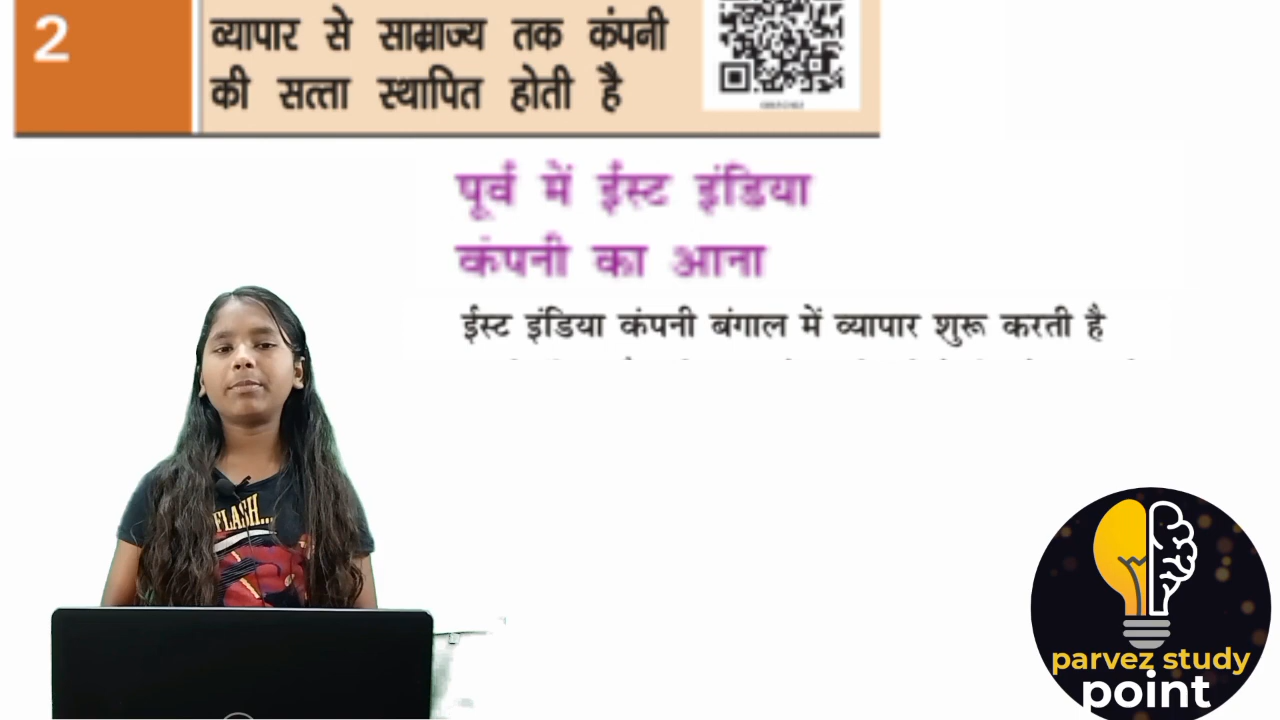 2
व्यापार से साम्राज्य तक कंपनी
की सत्ता स्थापित होती है
पूर्व में ईस्ट इंडिया
कंपनी का आना
ईस्ट इंडिया कंपनी बंगाल में व्यापार शुरू करती है
FLASH...
parvez study
point